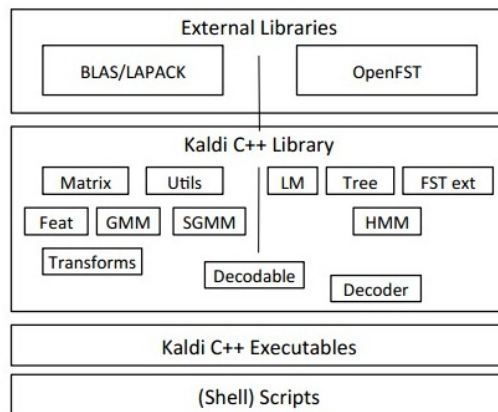 External Libraries
BLAS/LAPACK OpenFST
Kaldi C++ Library
Matrix Utils LM Tree FST ext
Feat GMM SGMM HMM
Transforms
Decodable
Decoder
Kaldi C++ Executables
(Shell) Scripts